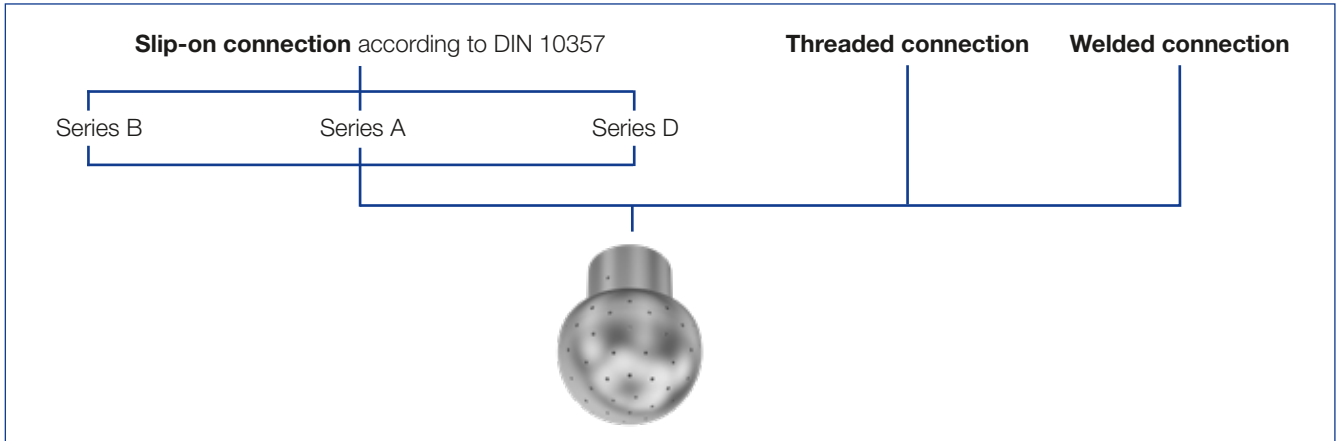 Slip-on connection according to DIN 10357
Threaded connection
Welded connection
Series B
Series A
Series D